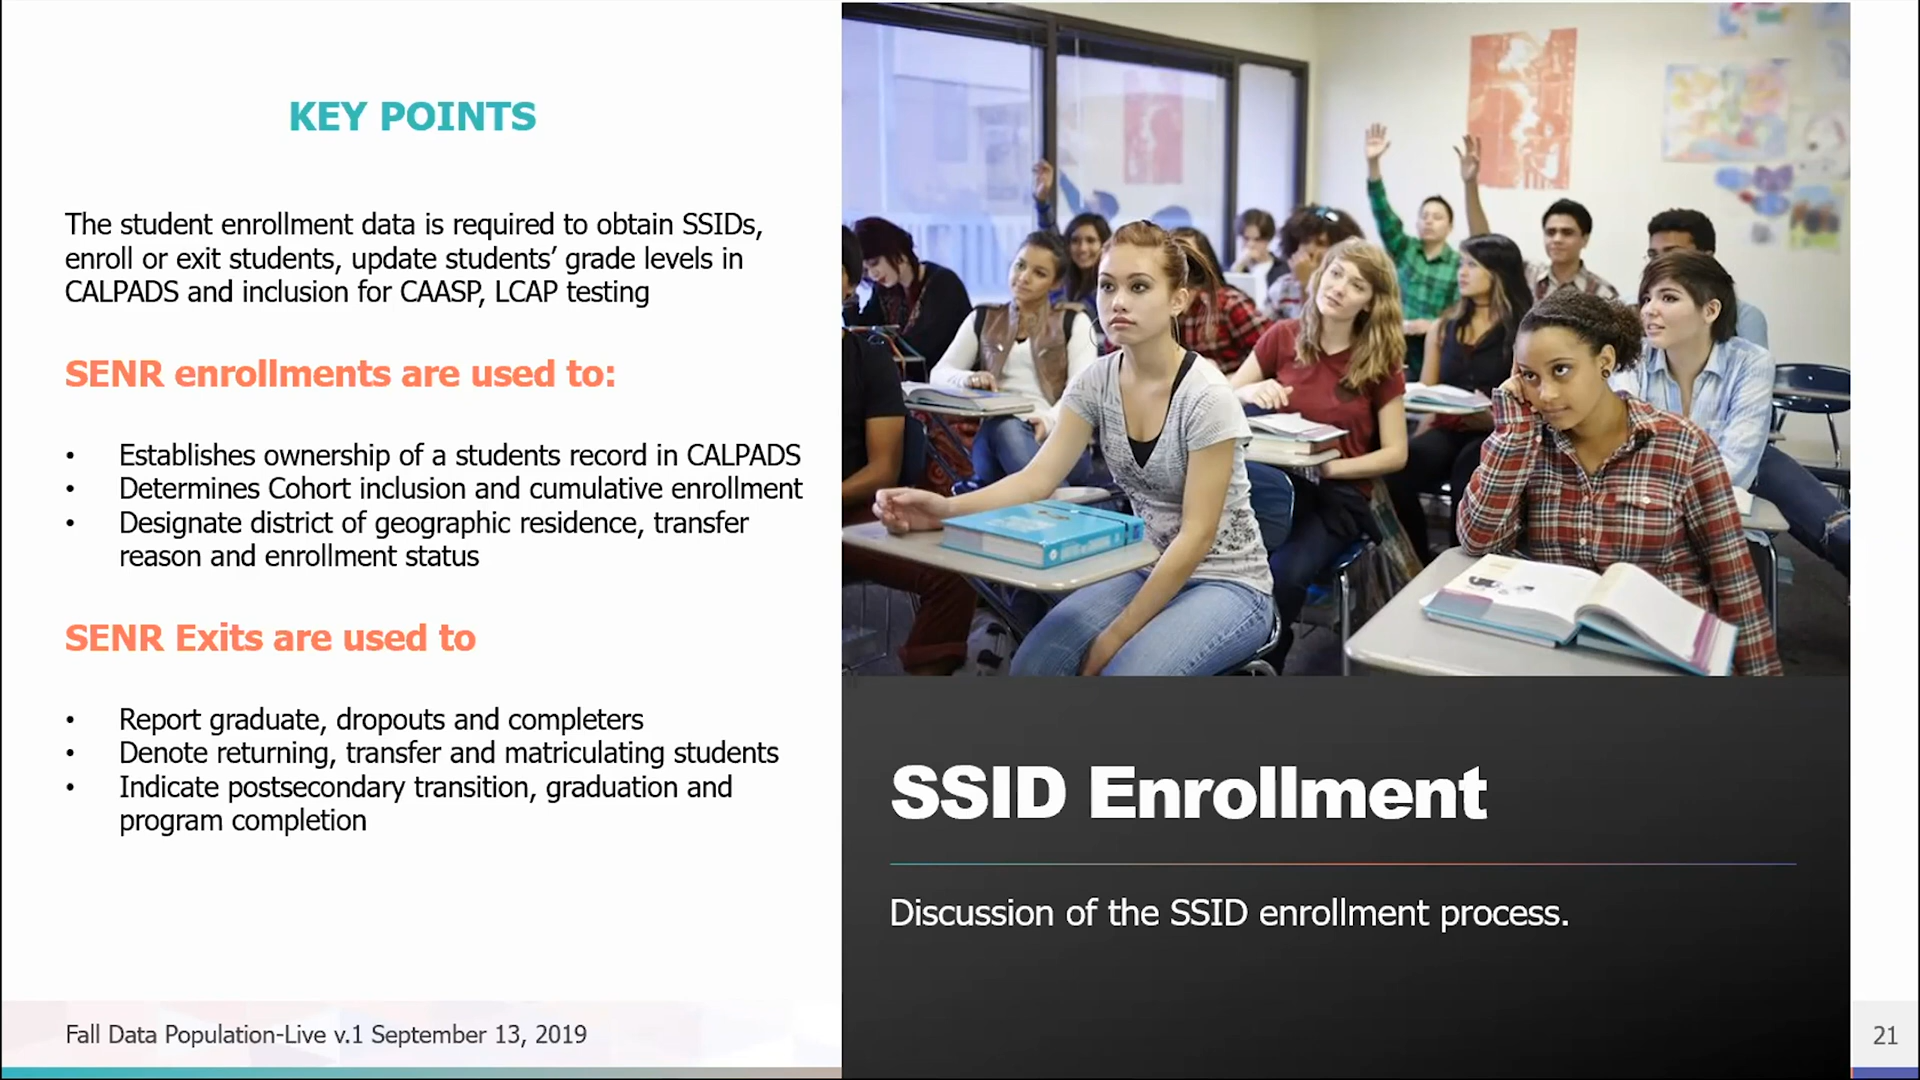 KEY POINTS
The student enrollment data is required to obtain SSIDs,
enroll or exit students, update students’ grade levels in
CALPADS and inclusion for CAASP, LCAP testing
SENR enrollments are used to:
• Establishes ownership of a students record in CALPADS
• Determines Cohort inclusion and cumulative enrollment
• Designate district of geographic residence, transfer
reason and enrollment status
SENR Exits are used to
• Report graduate, dropouts and completers
• Denote returning, transfer and matriculating students
• Indicate postsecondary transition, graduation and
program completion
Fall Data Population-Live v.1 September 13, 2019
SSID Enrollment
Discussion of the SSID enrollment process.
21